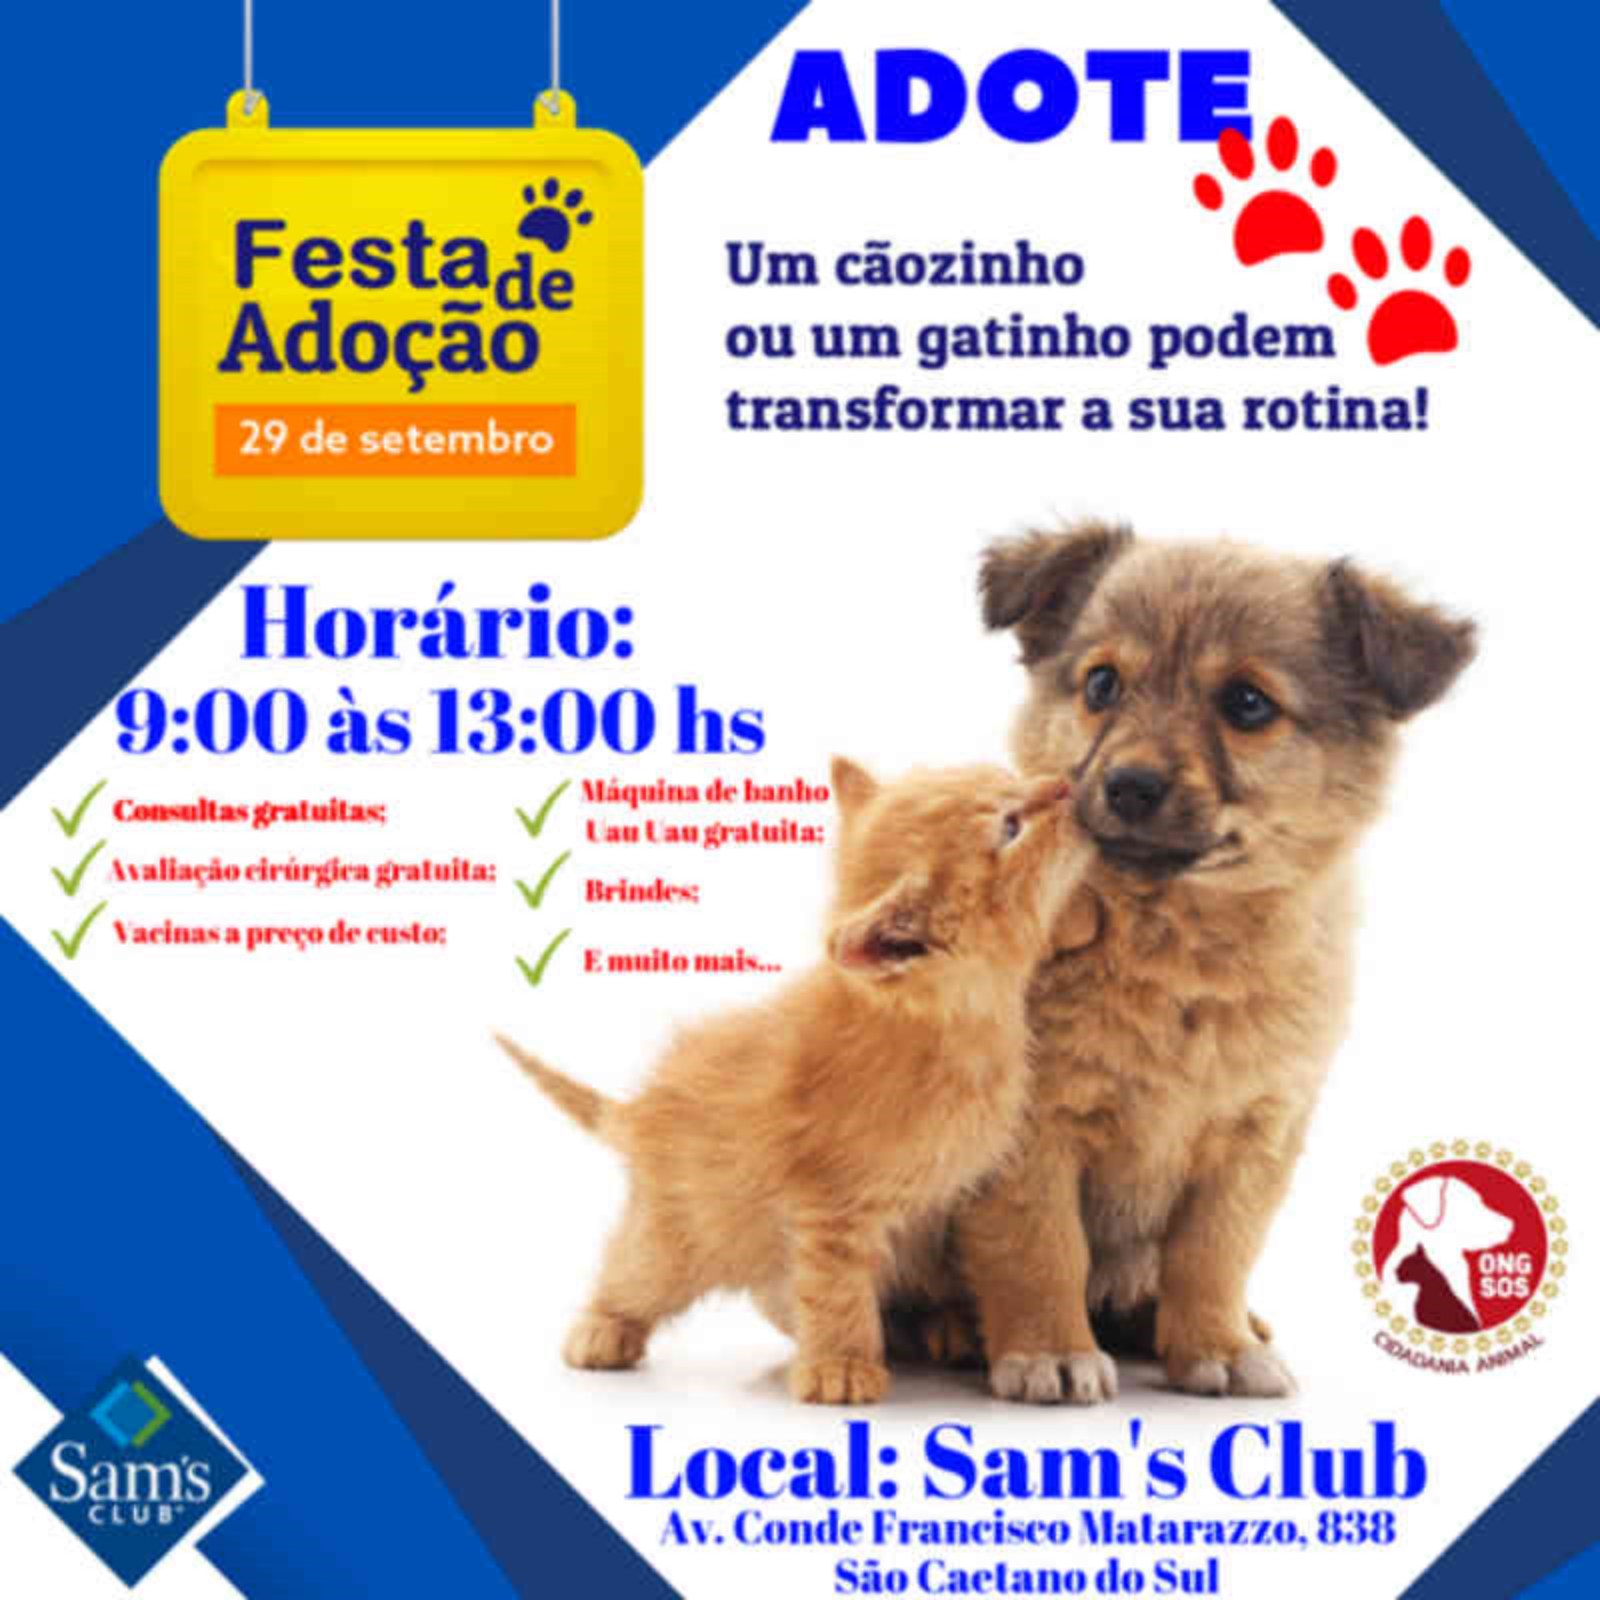 ADOTE
Festa de
Adoção
29 de setembro
Um cãozinho
ou um gatinho podem
transformar a sua rotina!
Horário:
9:00 às 13:00 hs
Consultas gratuitas;
Avaliação cirúrgica gratuita;
Vacinas a preço de custo;
Máquina de banho
Uau Uau gratuita;
Brindes;
E muito mais...
ONG
SOS
CIDADANIA ANIMAL
Sam's
CLUB
Local: Sam's Club
Av. Conde Francisco Matarazzo, 838
São Caetano do Sul